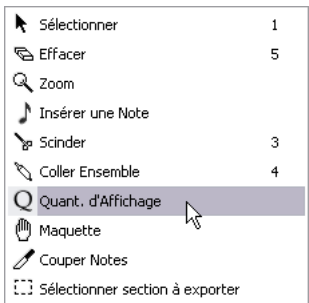 Sélectionner 1
Effacer 5
Zoom
Insérer une Note
Scinder 3
Coller Ensemble 4
Q Quant. d'Affichage
Maquette
Couper Notes
Sélectionner section à exporter